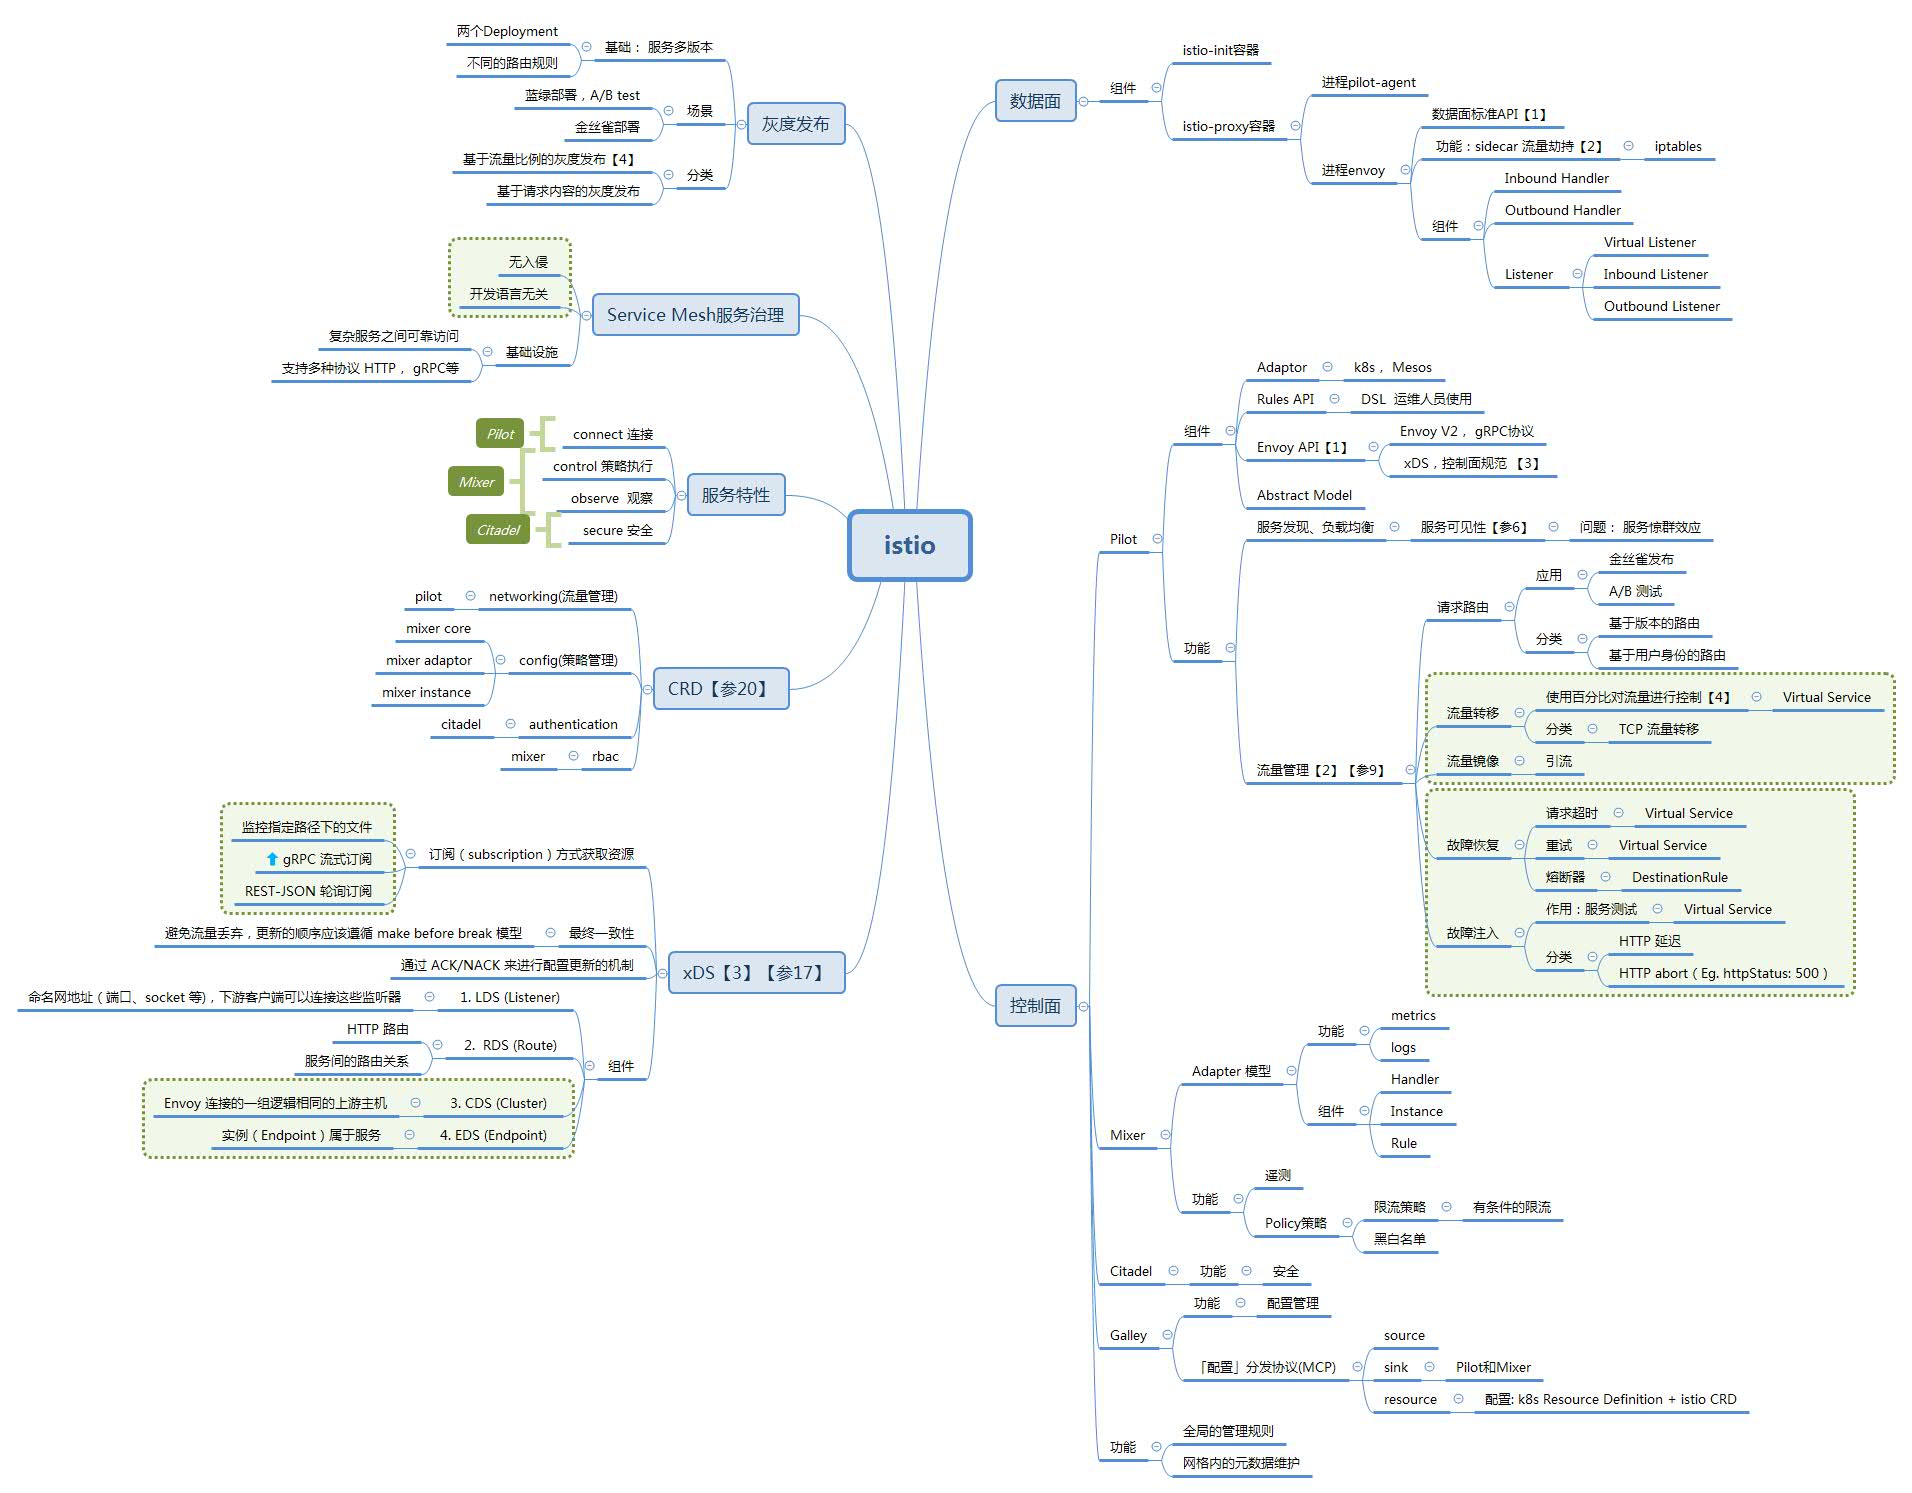 istio
数据面
组件
istio-init容器
istio-proxy容器
进程pilot-agent
进程envoy
数据面标准API【1】
功能：sidecar 流量劫持【2】
iptables
组件
Inbound Handler
Outbound Handler
Listener
Virtual Listener
Inbound Listener
Outbound Listener
控制面
Pilot
组件
Adaptor
k8s， Mesos
Rules API
DSL 运维人员使用
Envoy API【1】
Envoy V2， gRPC协议
xDS，控制面规范 【3】
Abstract Model
功能
服务发现、负载均衡
服务可见性【参6】
问题： 服务惊群效应
流量管理【2】【参9】
请求路由
应用
金丝雀发布
A/B 测试
分类
基于版本的路由
基于用户身份的路由
流量转移
使用百分比对流量进行控制【4】
Virtual Service
分类
TCP 流量转移
流量镜像
引流
故障恢复
请求超时
Virtual Service
重试
Virtual Service
熔断器
DestinationRule
故障注入
作用：服务测试
Virtual Service
分类
HTTP 延迟
HTTP abort（Eg. httpStatus: 500）
Mixer
Adapter 模型
功能
metrics
logs
组件
Handler
Instance
Rule
功能
遥测
Policy策略
限流策略
有条件的限流
黑白名单
Citadel
功能
安全
Galley
功能
配置管理
「配置」分发协议(MCP)
source
sink
Pilot和Mixer
resource
配置: k8s Resource Definition + istio CRD
功能
全局的管理规则
网格内的元数据维护
灰度发布
基础： 服务多版本
两个Deployment
不同的路由规则
场景
蓝绿部署，A/B test
金丝雀部署
分类
基于流量比例的灰度发布【4】
基于请求内容的灰度发布
Service Mesh服务治理
无入侵
开发语言无关
基础设施
复杂服务之间可靠访问
支持多种协议 HTTP， gRPC等
服务特性
connect 连接
control 策略执行
observe 观察
secure 安全
Pilot
Mixer
Citadel
CRD【参20】
networking(流量管理)
pilot
config(策略管理)
mixer core
mixer adaptor
mixer instance
authentication
citadel
rbac
mixer
xDS【3】【参17】
订阅（subscription）方式获取资源
监控指定路径下的文件
gRPC 流式订阅
REST-JSON 轮询订阅
最终一致性
避免流量丢弃，更新的顺序应该遵循 make before break 模型
通过 ACK/NACK 来进行配置更新的机制
组件
1. LDS (Listener)
命名网地址（端口、socket 等)，下游客户端可以连接这些监听器
2. RDS (Route)
HTTP 路由
服务间的路由关系
3. CDS (Cluster)
Envoy 连接的一组逻辑相同的上游主机
4. EDS (Endpoint)
实例（Endpoint）属于服务